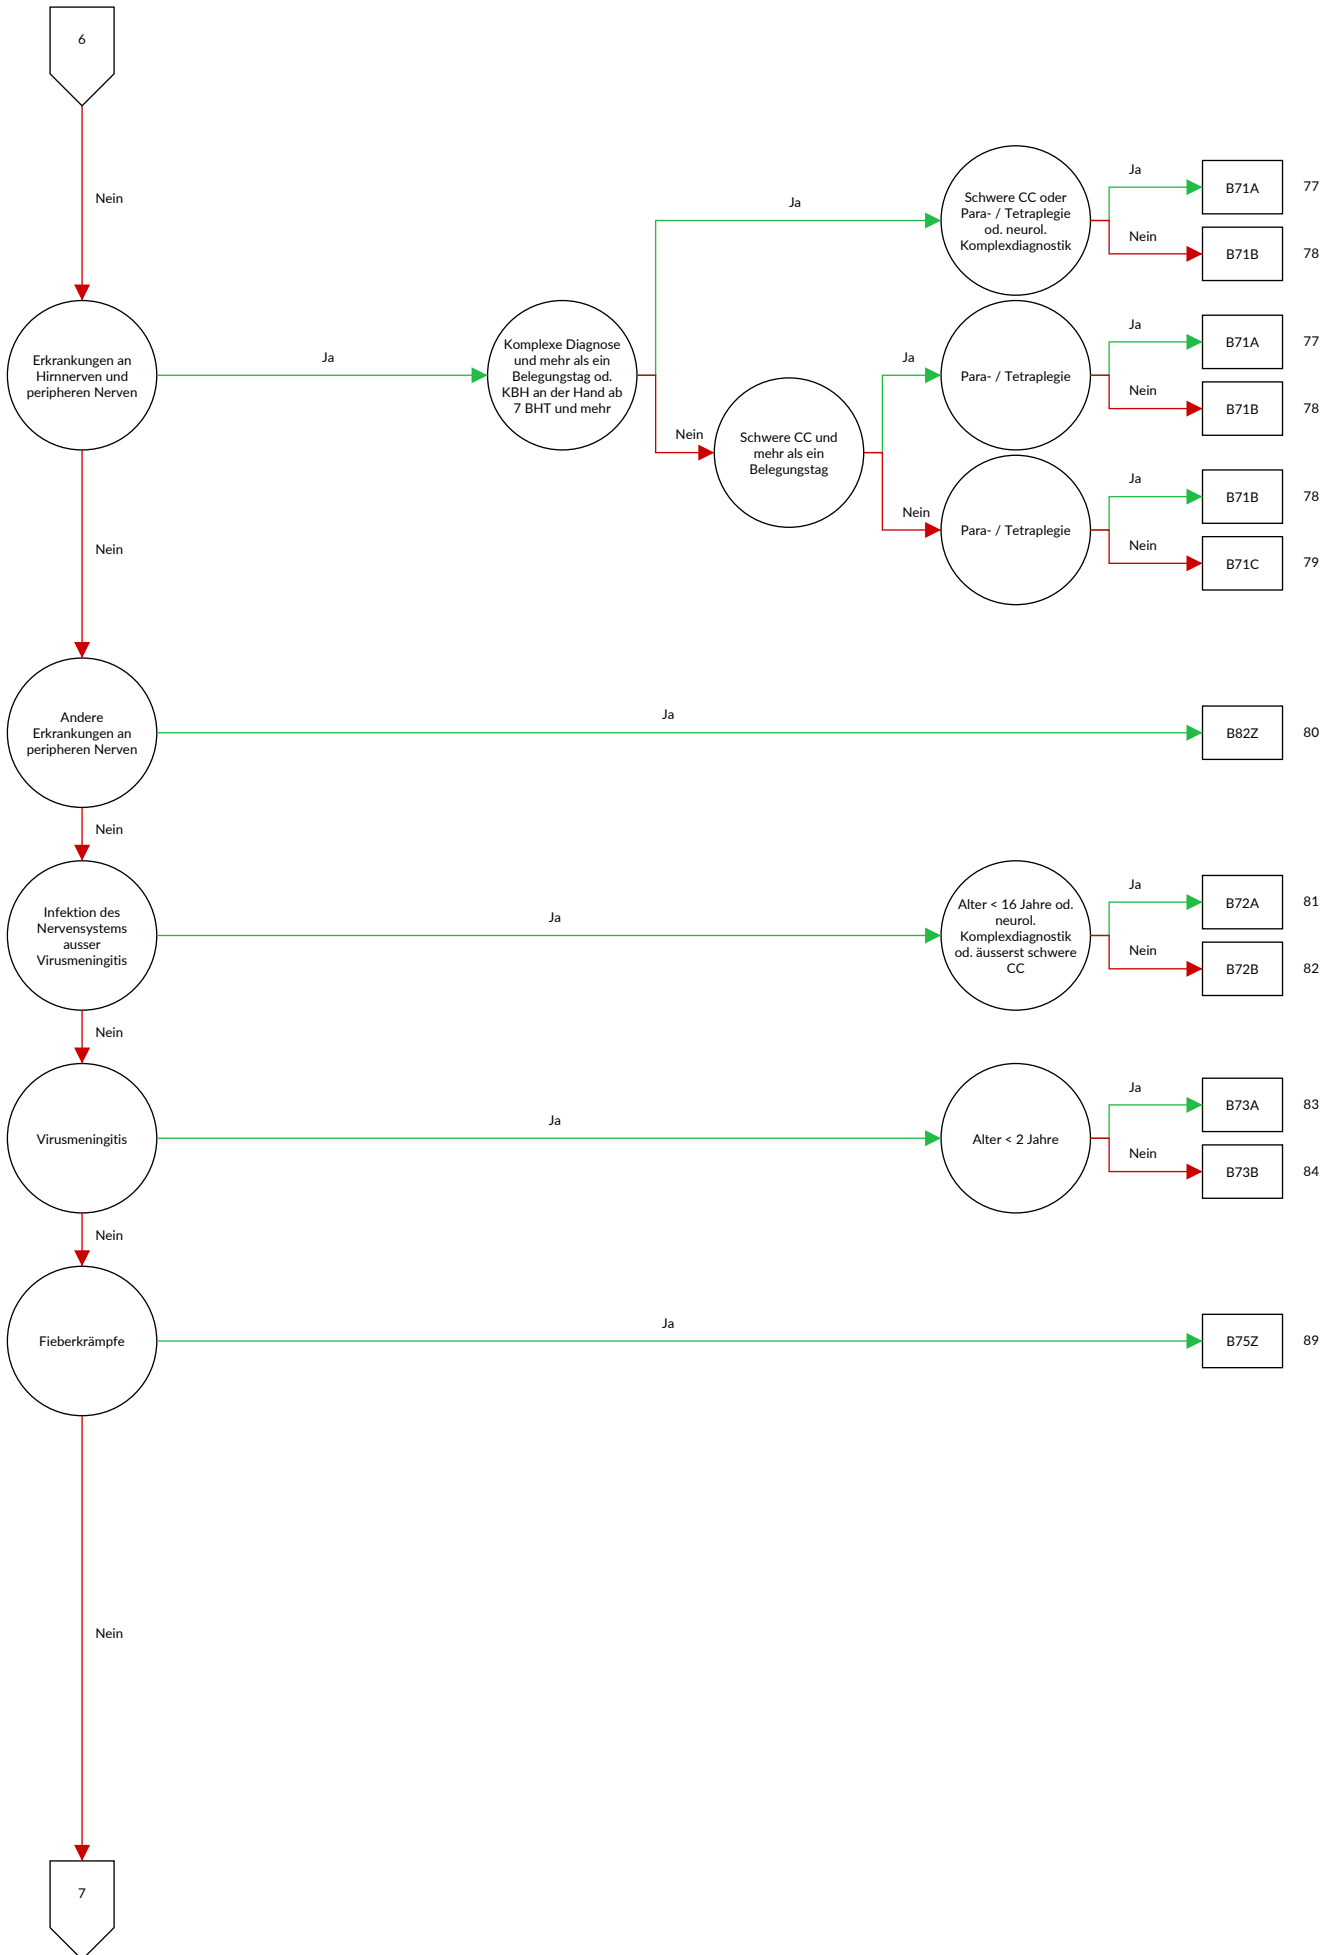 6
Nein
Ja
Schwere CC oder
Para- / Tetraplegie
od. neurol.
Komplexdiagnostik
Ja
B71A
77
Nein
B71B
78
Erkrankungen an
Hirnnerven und
peripheren Nerven
Ja
Komplexe Diagnose
und mehr als ein
Belegungstag od.
KBH an der Hand ab
7 BHT und mehr
Nein
Schwere CC und
mehr als ein
Belegungstag
Ja
Para- / Tetraplegie
Ja
B71A
77
Nein
B71B
78
Nein
Para- / Tetraplegie
Ja
B71B
78
Nein
B71C
79
Nein
Andere
Erkrankungen an
peripheren Nerven
Ja
B82Z
80
Nein
Infektion des
Nervensystems
ausser
Virusmeningitis
Ja
Alter < 16 Jahre od.
neurol.
Komplexdiagnostik
od. äusserst schwere
CC
Ja
B72A
81
Nein
B72B
82
Nein
Virusmeningitis
Ja
Alter < 2 Jahre
Ja
B73A
83
Nein
B73B
84
Nein
Fieberkrämpfe
Ja
B75Z
89
Nein
7